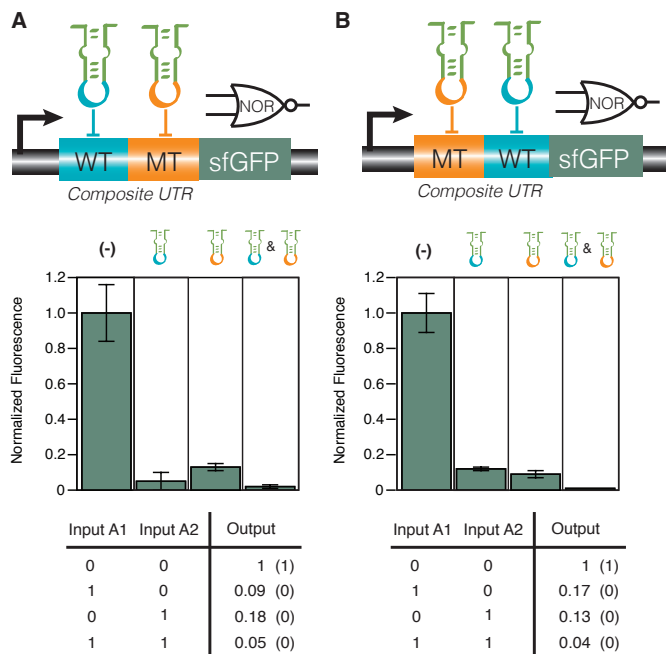 A
NOR
WT MT sfGFP
Composite UTR
(-) &
Normalized Fluorescence
1.2
1.0
0.8
0.6
0.4
0.2
0
Input A1 Input A2 Output
0 0 1 (1)
1 0 0.09 (0)
0 1 0.18 (0)
1 1 0.05 (0)
B
NOR
MT WT sfGFP
Composite UTR
(-) &
Normalized Fluorescence
1.2
1.0
0.8
0.6
0.4
0.2
0
Input A1 Input A2 Output
0 0 1 (1)
1 0 0.17 (0)
0 1 0.13 (0)
1 1 0.04 (0)